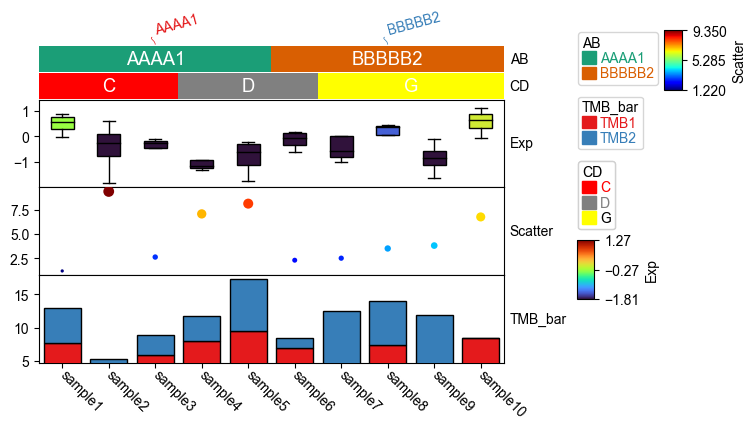 AAAA1 BBBBB2
AAAA1 BBBBB2 AB
C D G CD
1
0
−1
Exp
7.5
5.0
2.5
Scatter
15
10
5
TMB_bar
sample1 sample2 sample3 sample4 sample5 sample6 sample7 sample8 sample9 sample10
AB
AAAA1
BBBBB2
TMB_bar
TMB1
TMB2
CD
C
D
G
1.27
−0.27
−1.81
Exp
9.350
5.285
1.220
Scatter